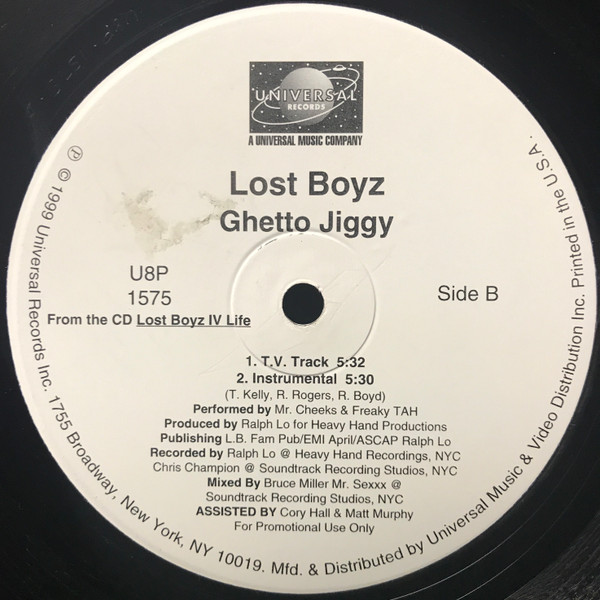 UNIVERSAL
RECORDS
A UNIVERSAL MUSIC COMPANY
Lost Boyz
Ghetto Jiggy
U8P
1575
Side B
From the CD Lost Boyz IV Life
1. T.V. Track 5:32
2. Instrumental 5:30
(T. Kelly, R. Rogers, R. Boyd)
Performed by Mr. Cheeks & Freaky TAH
Produced by Ralph Lo for Heavy Hand Productions
Publishing L.B. Fam Pub/EMI April/ASCAP Ralph Lo
Recorded by Ralph Lo @ Heavy Hand Recordings, NYC
Chris Champion @ Soundtrack Recording Studios, NYC
Mixed By Bruce Miller Mr. Sexxx @
Soundtrack Recording Studios, NYC
ASSISTED BY Cory Hall & Matt Murphy
For Promotional Use Only
℗ © 1999 Universal Records Inc. 1755 Broadway, New York, NY 10019. Mfd. & Distributed by Universal Music & Video Distribution Inc. Printed in the U.S.A.